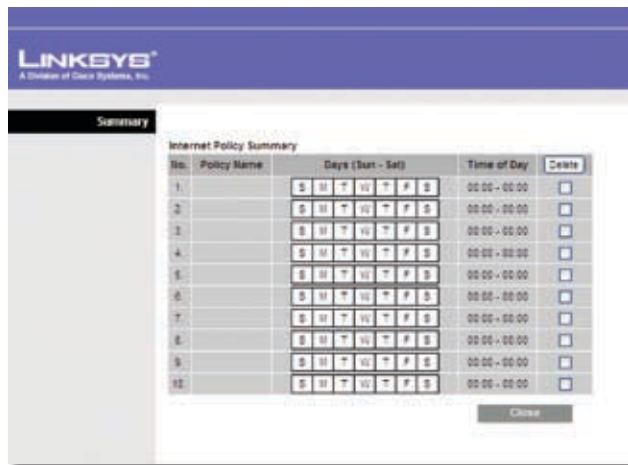 LINKSYS®
A Division of Cisco Systems, Inc.
Summary
Internet Policy Summary
No. Policy Name Days (Sun - Sat) Time of Day Delete
1. S M T W T F S 00:00 - 00:00
2. S M T W T F S 00:00 - 00:00
3. S M T W T F S 00:00 - 00:00
4. S M T W T F S 00:00 - 00:00
5. S M T W T F S 00:00 - 00:00
6. S M T W T F S 00:00 - 00:00
7. S M T W T F S 00:00 - 00:00
8. S M T W T F S 00:00 - 00:00
9. S M T W T F S 00:00 - 00:00
10. S M T W T F S 00:00 - 00:00
Close